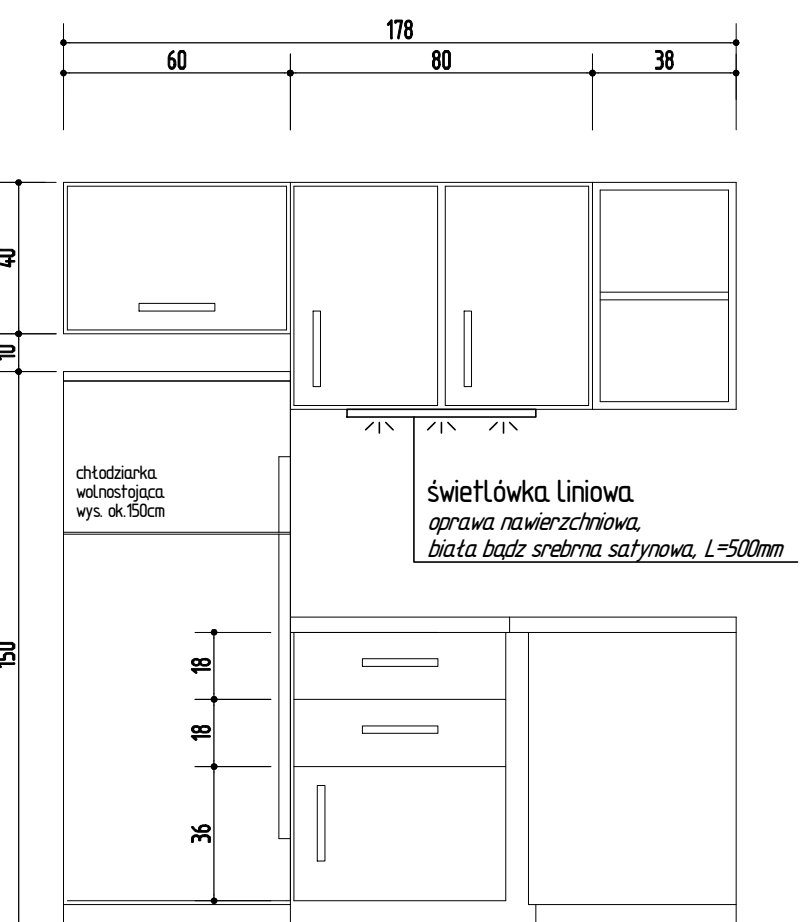 178
60 80 38
40
10
chłodziarka
wolnostojąca
wys. ok.150cm
świetlówka liniowa
oprawa nawierzchniowa,
biała bądz srebrna satynowa, L=500mm
150
18
18
36